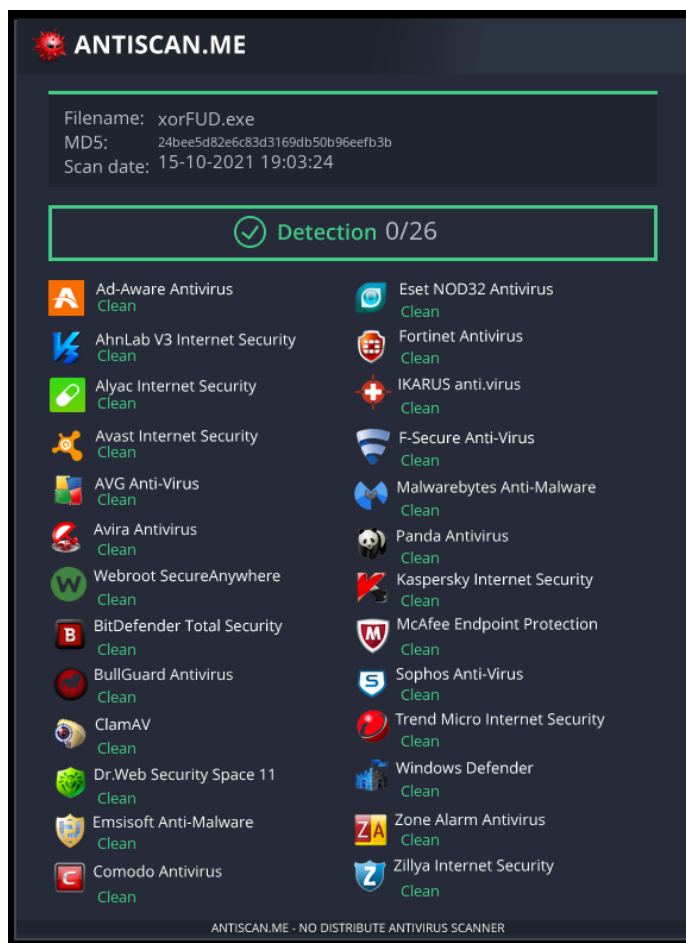 ANTISCAN.ME
Filename: xorFUD.exe
MD5: 24bee5d82e6c83d3169db50b96eefb3b
Scan date: 15-10-2021 19:03:24
Detection 0/26
Ad-Aware Antivirus
Clean
AhnLab V3 Internet Security
Clean
Alyac Internet Security
Clean
Avast Internet Security
Clean
AVG Anti-Virus
Clean
Avira Antivirus
Clean
Webroot SecureAnywhere
Clean
BitDefender Total Security
Clean
BullGuard Antivirus
Clean
ClamAV
Clean
Dr.Web Security Space 11
Clean
Emsisoft Anti-Malware
Clean
Comodo Antivirus
Clean
Eset NOD32 Antivirus
Clean
Fortinet Antivirus
Clean
IKARUS anti.virus
Clean
F-Secure Anti-Virus
Clean
Malwarebytes Anti-Malware
Clean
Panda Antivirus
Clean
Kaspersky Internet Security
Clean
McAfee Endpoint Protection
Clean
Sophos Anti-Virus
Clean
Trend Micro Internet Security
Clean
Windows Defender
Clean
Zone Alarm Antivirus
Clean
Zillya Internet Security
Clean
ANTISCAN.ME - NO DISTRIBUTE ANTIVIRUS SCANNER